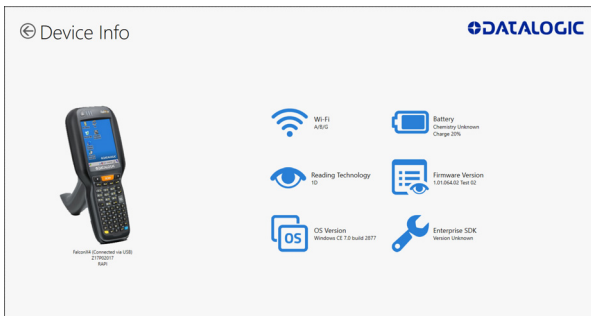 Device Info
DATALOGIC
Wi-Fi
A/B/G
Battery
Chemistry Unknown
Charge 20%
Reading Technology
1D
Firmware Version
1.01.064.02 Test 02
OS
OS Version
Windows CE 7.0 build 2877
Enterprise SDK
Version Unknown
FalconX4 (Connected via USB)
Z17P02017
RAPI